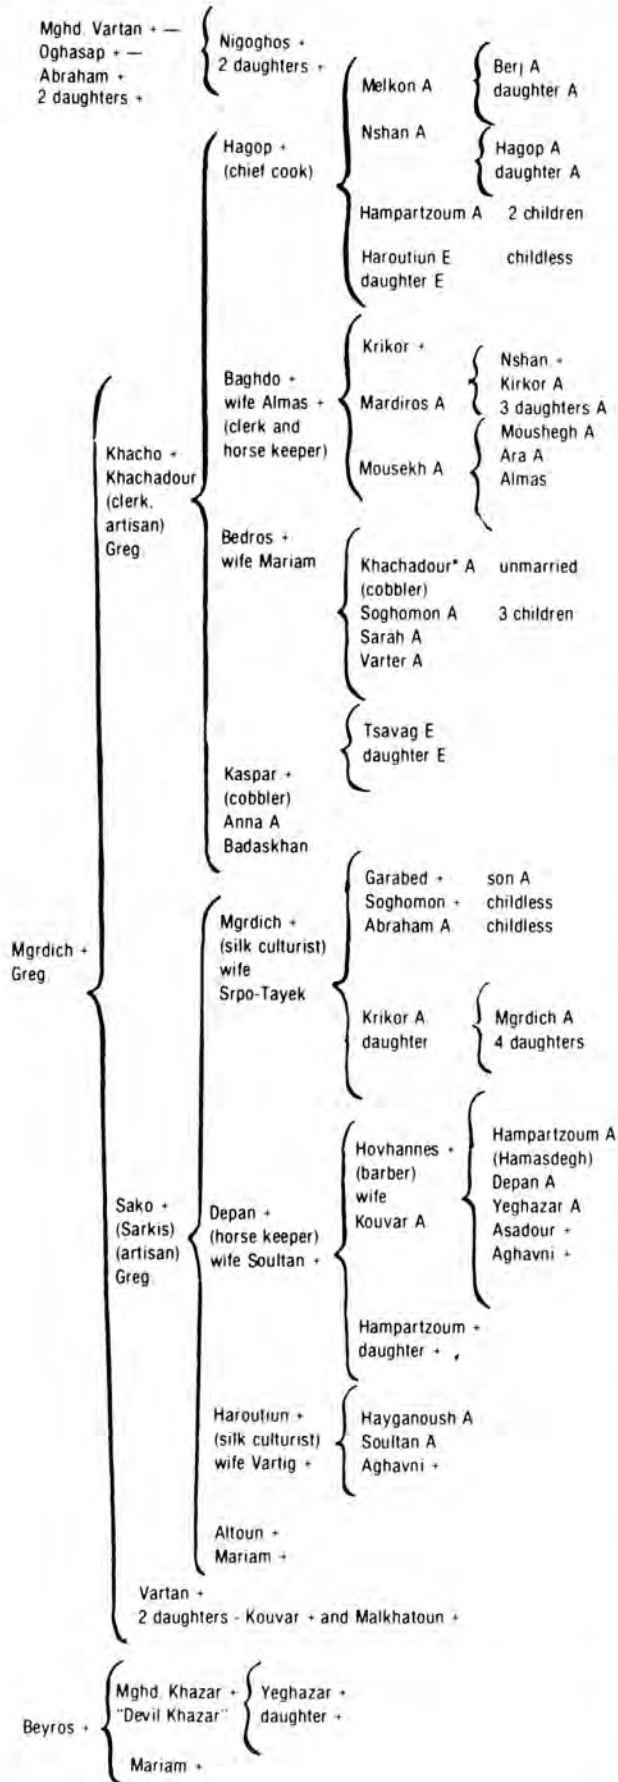 Mghd. Vartan + —
Oghasap + —
Abraham +
2 daughters +
Nigoghos +
2 daughters +
Mgrdich +
Greg
Khacho +
Khachadour
(clerk,
artisan)
Greg
Hagop +
(chief cook)
Melkon A
Berj A
daughter A
Nshan A
Hagop A
daughter A
Hampartzoum A 2 children
Haroutiun E childless
daughter E
Baghdo +
wife Almas +
(clerk and
horse keeper)
Krikor +
Mardiros A
Nshan +
Kirkor A
3 daughters A
Mousekh A
Moushegh A
Ara A
Almas
Bedros +
wife Mariam
Khachadour* A unmarried
(cobbler)
Soghomon A 3 children
Sarah A
Varter A
Tsavag E
daughter E
Kaspar +
(cobbler)
Anna A
Badaskhan
Sako +
(Sarkis)
(artisan)
Greg
Mgrdich +
(silk culturist)
wife
Srpo-Tayek
Garabed + son A
Soghomon + childless
Abraham A childless
Krikor A
daughter
Mgrdich A
4 daughters
Depan +
(horse keeper)
wife Soultan +
Hovhannes +
(barber)
wife
Kouvar A
Hampartzoum A
(Hamasdegh)
Depan A
Yeghazar A
Asadour +
Aghavni +
Hampartzoum +
daughter +
Haroutiun +
(silk culturist)
wife Vartig +
Hayganoush A
Soultan A
Aghavni +
Altoun +
Mariam +
Vartan +
2 daughters - Kouvar + and Malkhatoun +
Beyros +
Mghd. Khazar +
"Devil Khazar"
Yeghazar +
daughter +
Mariam +